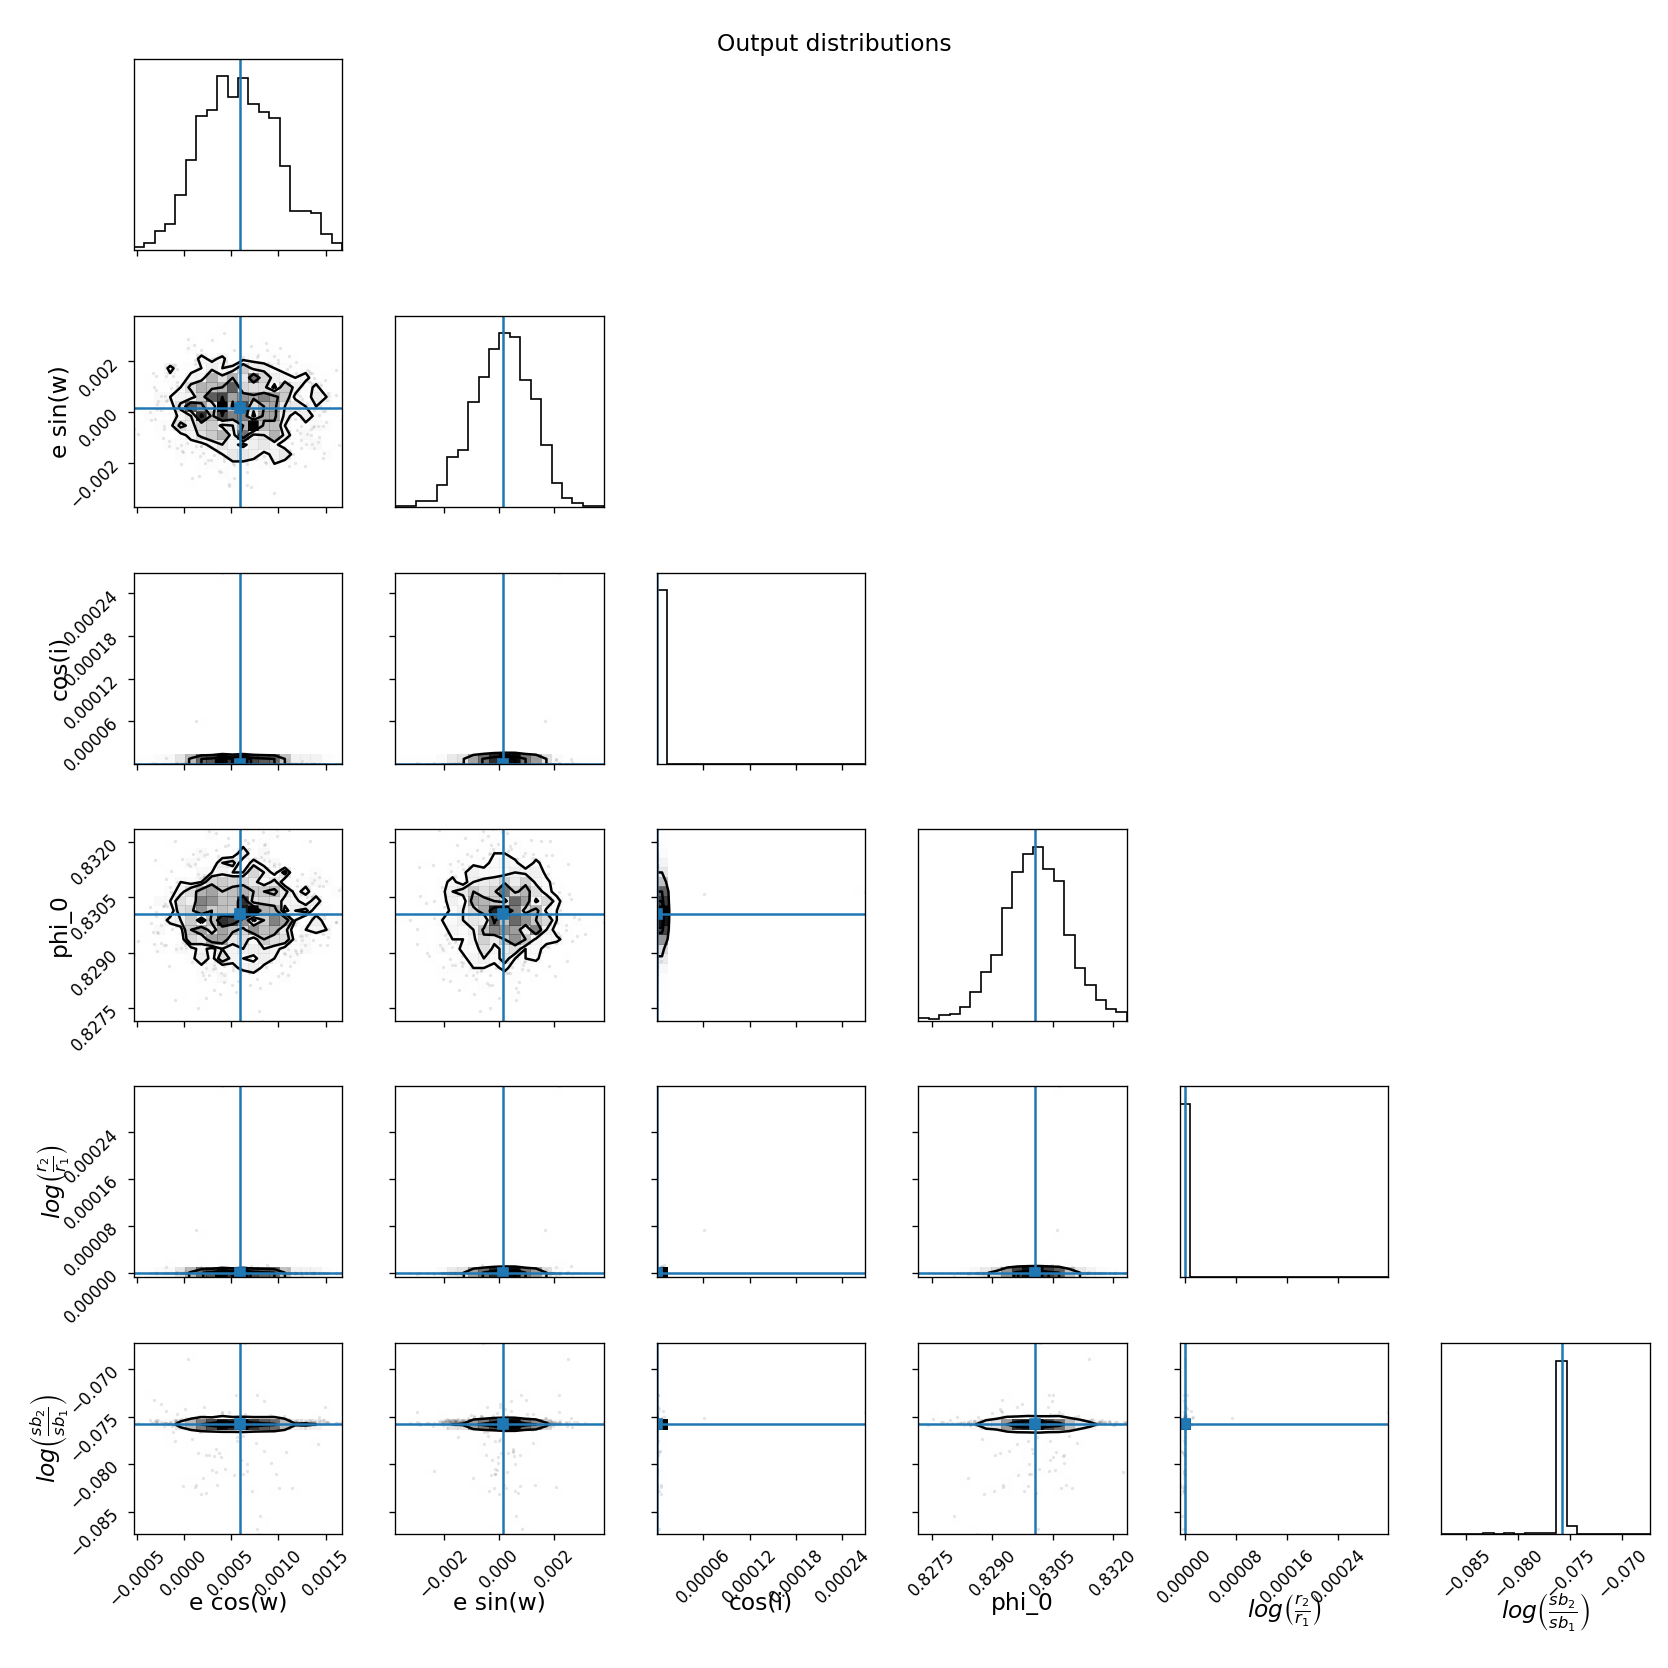 Output distributions
e sin(w)
0.002
0.000
−0.002
cos(i)
0.00024
0.00018
0.00012
0.00006
phi_0
0.8320
0.8305
0.8290
0.8275
log(r₂/r₁)
0.00024
0.00016
0.00008
0.00000
log(sb₂/sb₁)
−0.070
−0.075
−0.080
−0.085
−0.0005 0.0000 0.0005 0.0010 0.0015
−0.002 0.000 0.002
0.00006 0.00012 0.00018 0.00024
0.8275 0.8290 0.8305 0.8320
0.00000 0.00008 0.00016 0.00024
−0.085 −0.080 −0.075 −0.070
e cos(w)
e sin(w)
cos(i)
phi_0
log(r₂/r₁)
log(sb₂/sb₁)